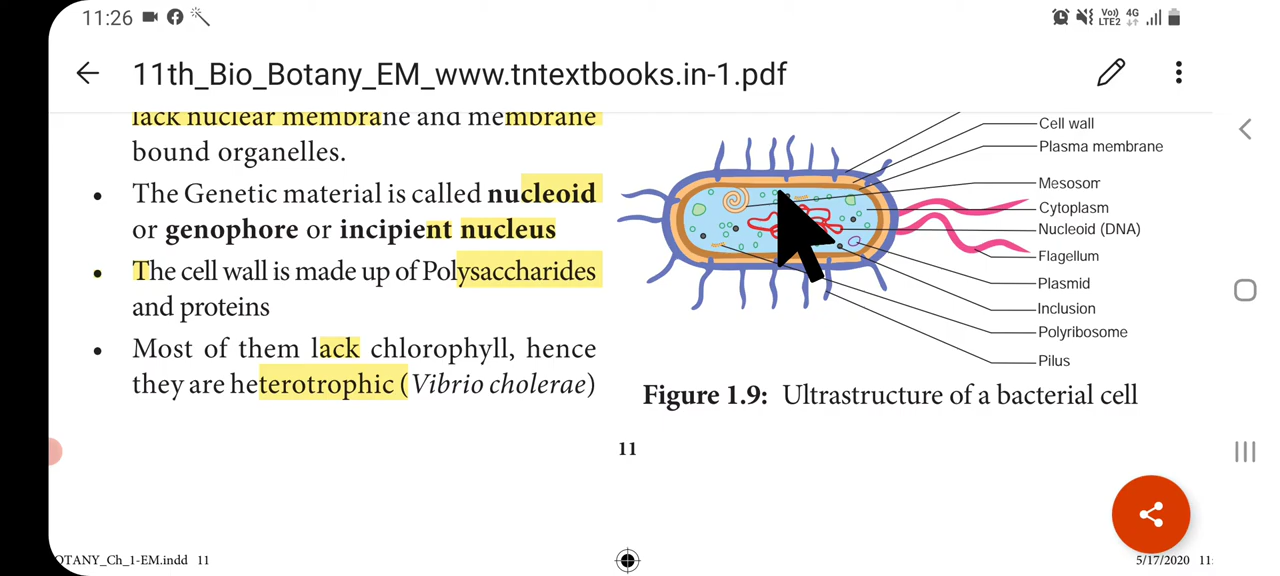 11:26
Vo)) 4G
LTE2
11th_Bio_Botany_EM_www.tntextbooks.in-1.pdf
lack nuclear membrane and membrane
bound organelles.
• The Genetic material is called nucleoid
or genophore or incipient nucleus
• The cell wall is made up of Polysaccharides
and proteins
• Most of them lack chlorophyll, hence
they are heterotrophic (Vibrio cholerae)
Cell wall
Plasma membrane
Mesosom
Cytoplasm
Nucleoid (DNA)
Flagellum
Plasmid
Inclusion
Polyribosome
Pilus
Figure 1.9: Ultrastructure of a bacterial cell
11
OTANY_Ch_1-EM.indd 11
5/17/2020 11: